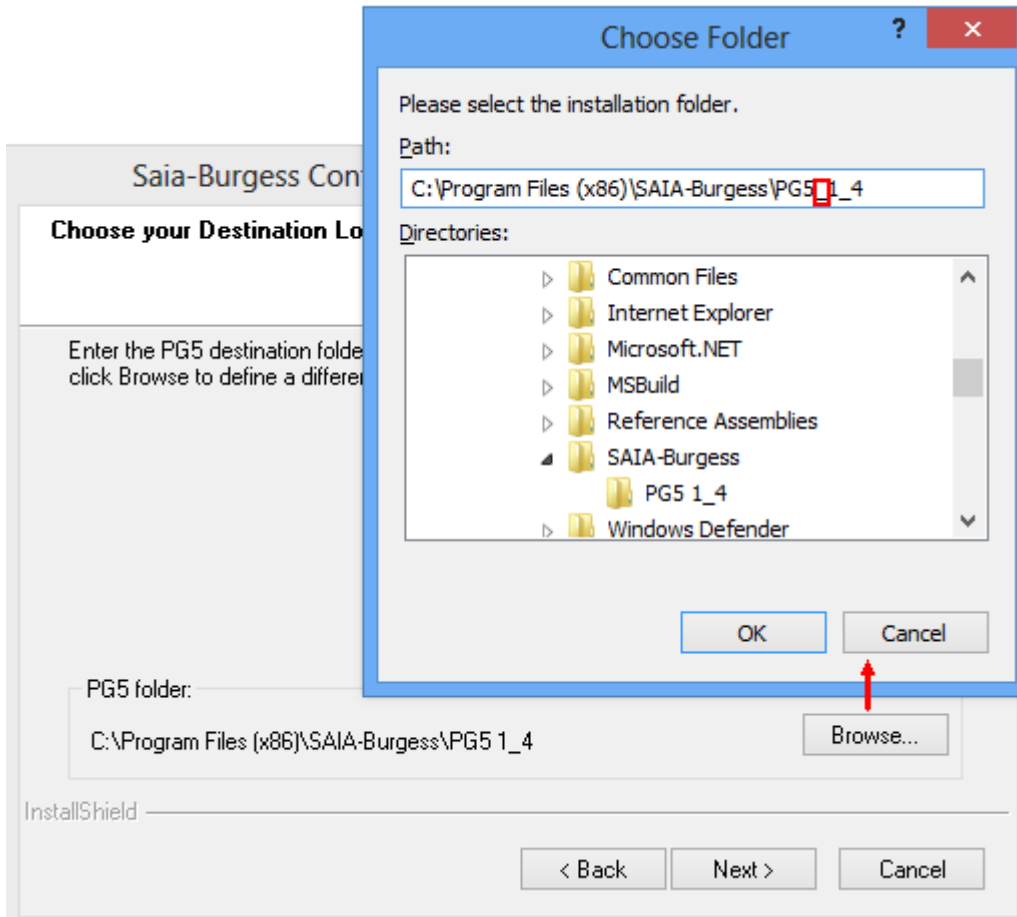 Choose Folder
?
Please select the installation folder.
Path:
C:\Program Files (x86)\SAIA-Burgess\PG5_1_4
Directories:
Common Files
Internet Explorer
Microsoft.NET
MSBuild
Reference Assemblies
SAIA-Burgess
PG5 1_4
Windows Defender
OK
Cancel
Saia-Burgess Con
Choose your Destination Lo
Enter the PG5 destination folde
click Browse to define a differe
PG5 folder:
C:\Program Files (x86)\SAIA-Burgess\PG5 1_4
Browse...
InstallShield
< Back
Next >
Cancel